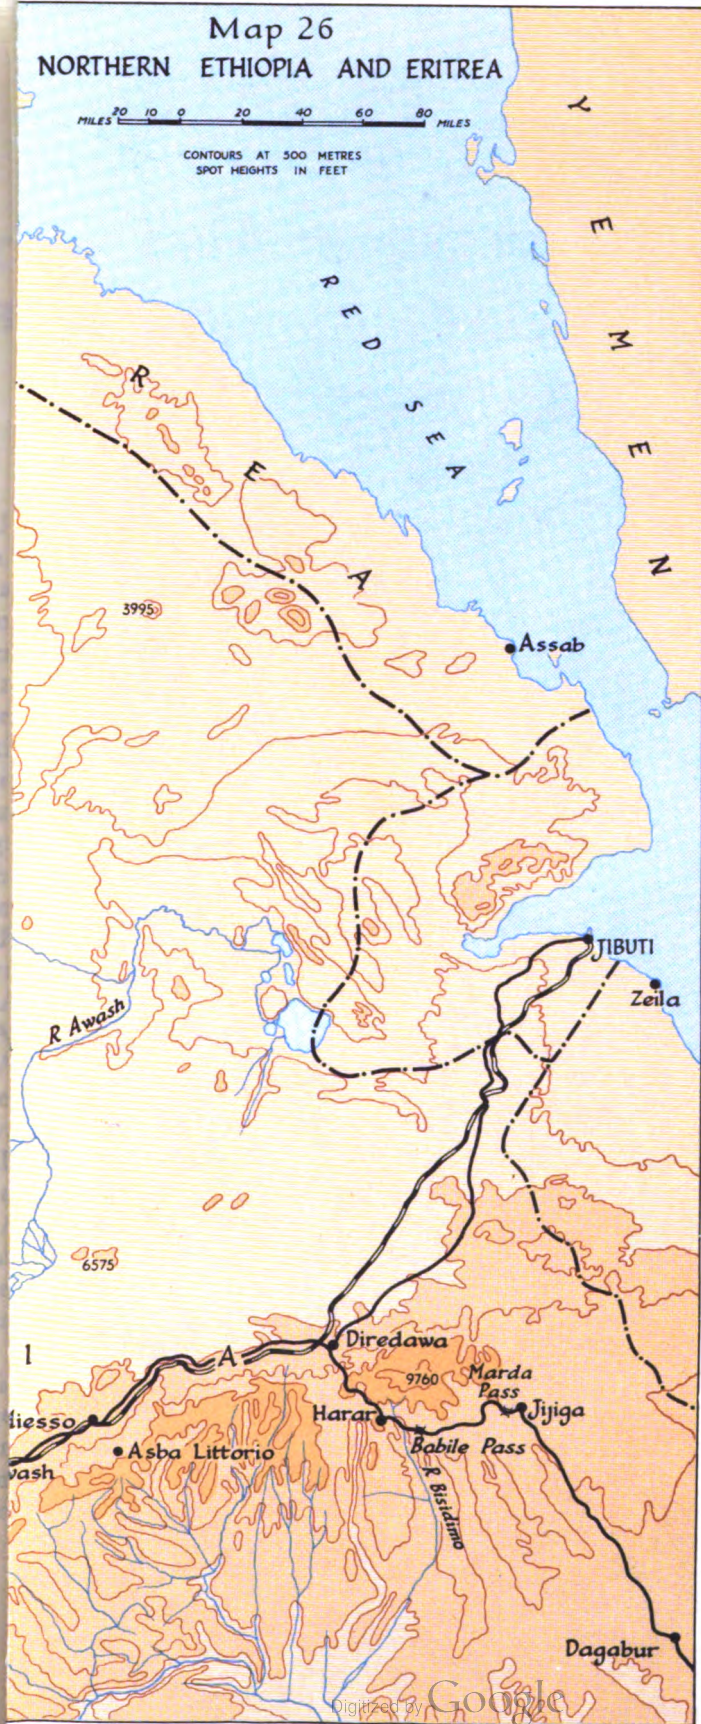 Map 26
NORTHERN ETHIOPIA AND ERITREA
MILES 20 10 0 20 40 60 80 MILES
CONTOURS AT 500 METRES
SPOT HEIGHTS IN FEET
YEMEN
RED SEA
R E A
3995
Assab
JIBUTI
Zeila
R Awash
6575
I A
Diredawa
9760
Marda
Pass
Miesso
Harar
Jijiga
Babile Pass
Asba Littorio
wash
R Bisidimo
Dagabur
Digitized by Google